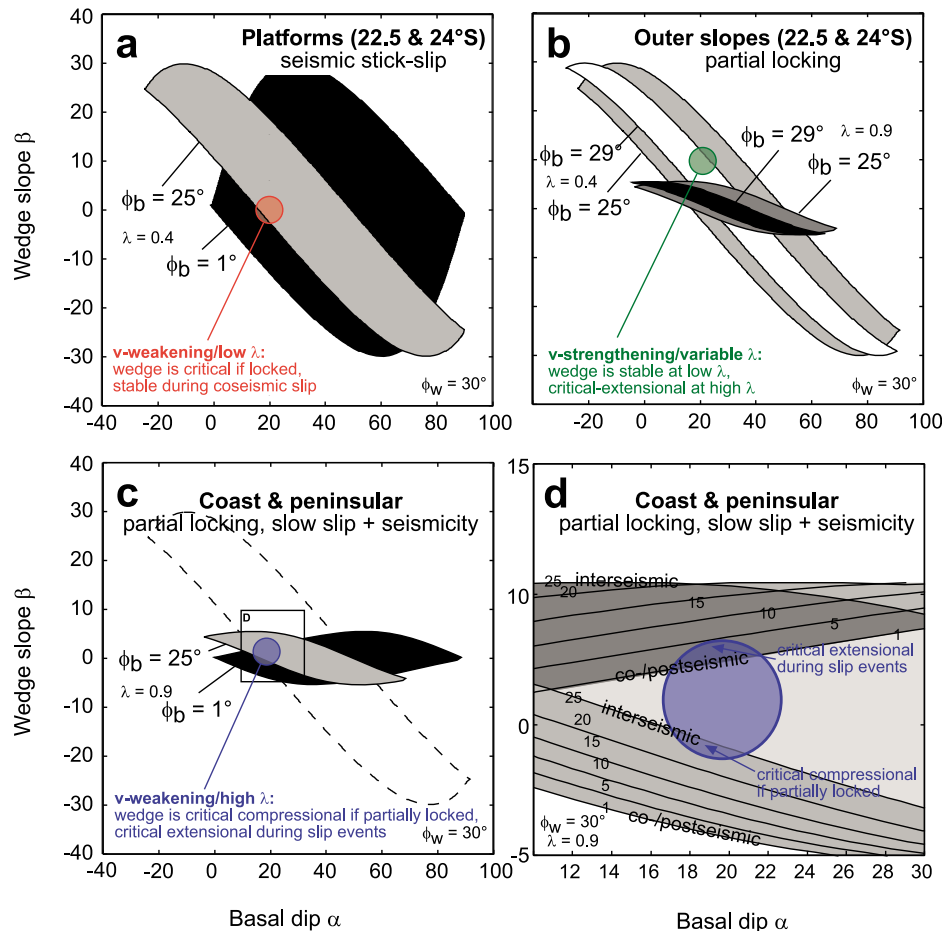 a
Platforms (22.5 & 24°S)
seismic stick-slip
Wedge slope β
40
30
20
10
0
-10
-20
-30
-40
ϕb = 25°
λ = 0.4
ϕb = 1°
v-weakening/low λ:
wedge is critical if locked,
stable during coseismic slip
ϕw = 30°
-40 -20 0 20 40 60 80 100
b
Outer slopes (22.5 & 24°S)
partial locking
ϕb = 29°
λ = 0.9
ϕb = 25°
ϕb = 29°
λ = 0.4
ϕb = 25°
v-strengthening/variable λ:
wedge is stable at low λ,
critical-extensional at high λ
ϕw = 30°
-20 0 20 40 60 80 100
c
Coast & peninsular
partial locking, slow slip + seismicity
Wedge slope β
40
30
20
10
0
-10
-20
-30
-40
D
ϕb = 25°
λ = 0.9
ϕb = 1°
v-weakening/high λ:
wedge is critical compressional if partially locked,
critical extensional during slip events
ϕw = 30°
-40 -20 0 20 40 60 80 100
Basal dip α
d
Coast & peninsular
partial locking, slow slip + seismicity
15
10
0
-5
25 interseismic
20
15
10
5
1
critical extensional
during slip events
co-/postseismic
interseismic
25
20
15
10
5
1
critical compressional
if partially locked
co-/postseismic
ϕw = 30°
λ = 0.9
12 14 16 18 20 22 24 26 28 30
Basal dip α